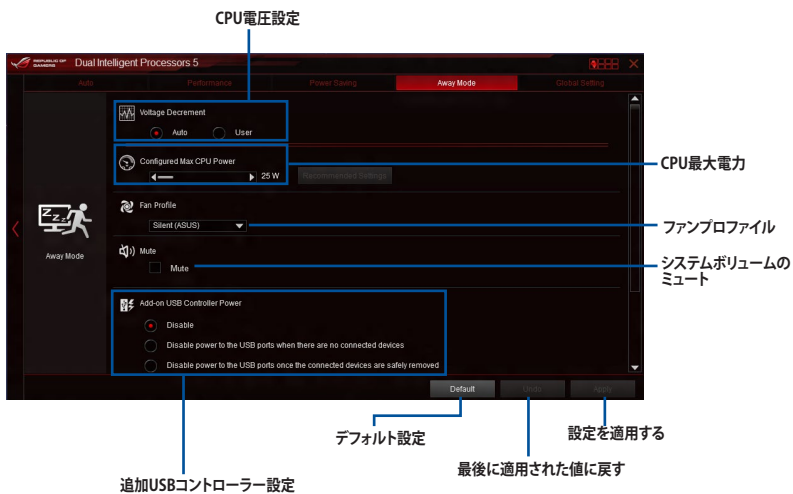 CPU電圧設定
REPUBLIC OF
GAMERS
Dual Intelligent Processors 5
Auto
Performance
Power Saving
Away Mode
Global Setting
Voltage Decrement
Auto
User
Configured Max CPU Power
25 W
Recommended Settings
CPU最大電力
Fan Profile
Silent (ASUS)
ファンプロファイル
Zzz
Away Mode
Mute
Mute
システムボリュームの
ミュート
Add-on USB Controller Power
Disable
Disable power to the USB ports when there are no connected devices
Disable power to the USB ports once the connected devices are safely removed
Default
Undo
Apply
デフォルト設定
設定を適用する
最後に適用された値に戻す
追加USBコントローラー設定